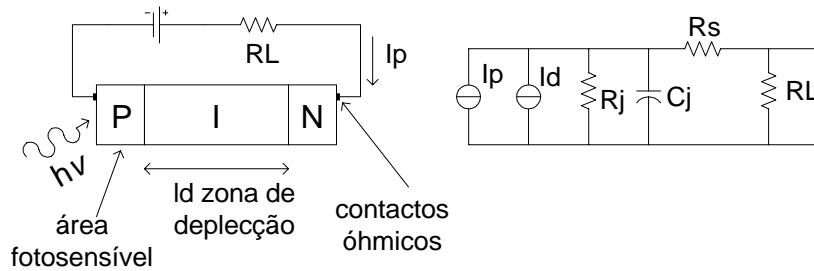 RL
Ip
P
I
N
hν
ld zona de
deplecção
área
fotosensível
contactos
óhmicos
Rs
Ip
Id
Rj
Cj
RL